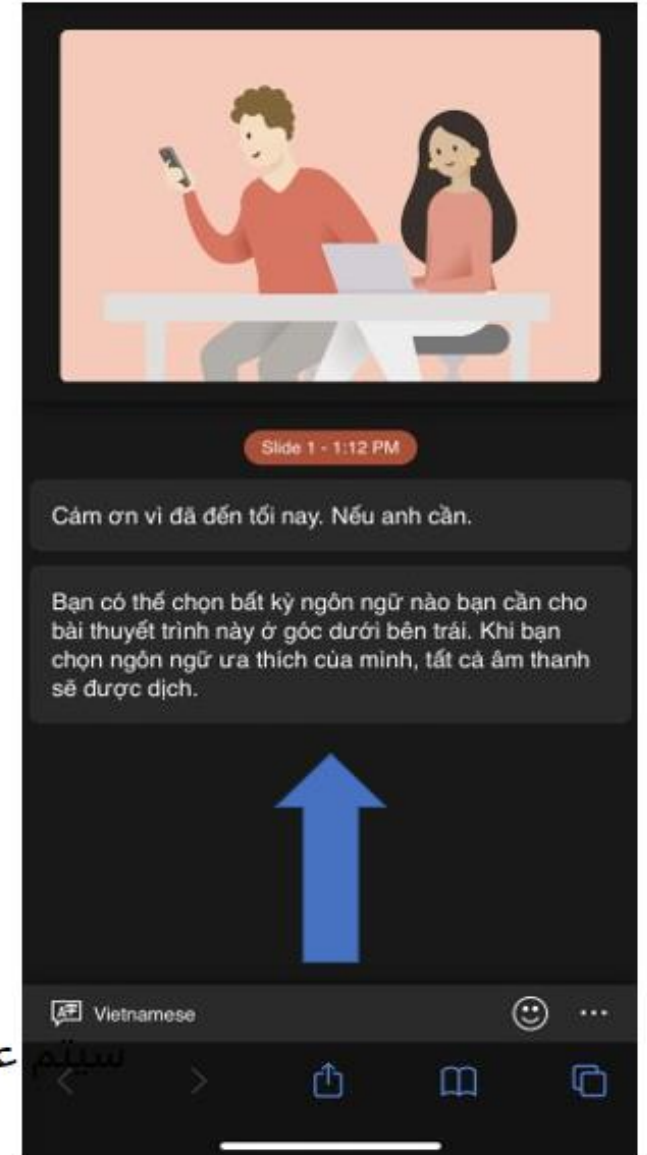 Slide 1 - 1:12 PM
Cảm ơn vì đã đến tối nay. Nếu anh cần.
Bạn có thể chọn bất kỳ ngôn ngữ nào bạn cần cho
bài thuyết trình này ở góc dưới bên trái. Khi bạn
chọn ngôn ngữ ưa thích của mình, tất cả âm thanh
sẽ được dịch.
Vietnamese
سيتم